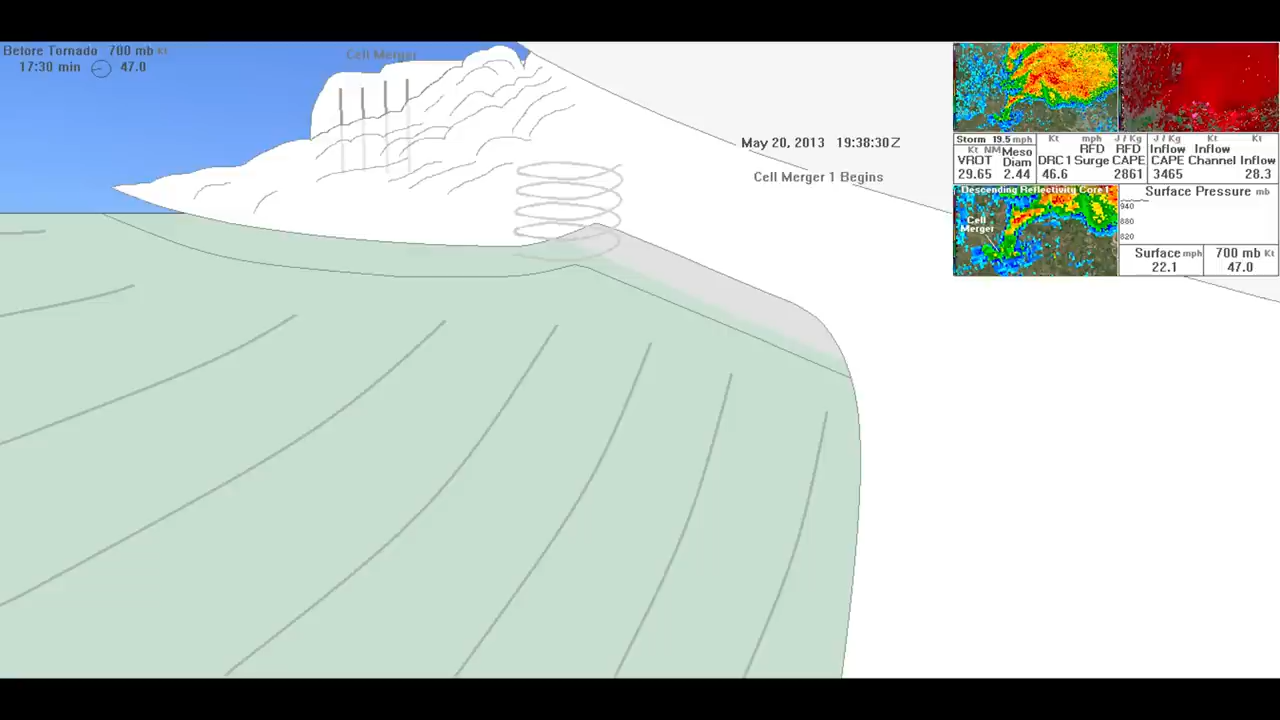 Before Tornado 700 mb Kt
17:30 min 47.0
Cell Merger
May 20, 2013 19:38:30Z
Cell Merger 1 Begins
Storm 19.5 mph Kt mph J / Kg J / Kg Kt Kt
Kt NM RFD RFD Inflow Inflow
VROT Meso Diam DRC1 Surge CAPE CAPE Channel Inflow
29.65 2.44 46.6 2861 3465 28.3
Descending Reflectivity Core 1
Cell
Merger
Surface Pressure mb
940
880
820
Surface mph 700 mb Kt
22.1 47.0